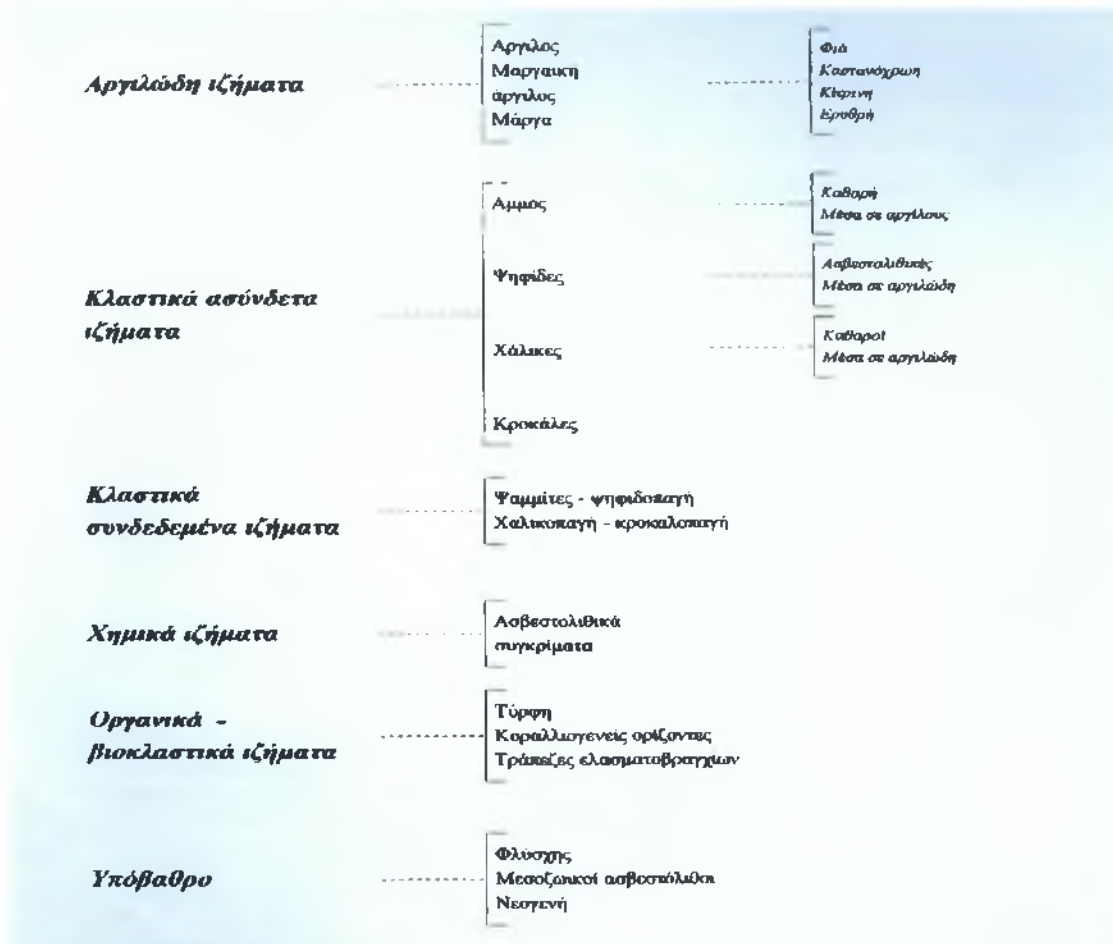 Αργιλώδη ιζήματα
Αργιλος
Μαργαικη
άργιλος
Μάργα
Φιά
Καστανόχρωη
Κίτρινη
Ερυθρή
Κλαστικά ασύνδετα
ιζήματα
Αμμος
Καθαρή
Μέσα σε αργίλους
Ψηφίδες
Ασβεστολιθικές
Μέσα σε αργιλώδη
Χάλικες
Καθαροί
Μέσα σε αργιλώδη
Κροκάλες
Κλαστικά
συνδεδεμένα ιζήματα
Ψαμμίτες - ψηφιδοπαγή
Χαλικοπαγή - κροκαλοπαγή
Χημικά ιζήματα
Ασβεστολιθικά
συγκρίματα
Οργανικά -
βιοκλαστικά ιζήματα
Τύρφη
Κοραλλιογενείς ορίζοντες
Τράπεζες ελασματοβραγχίων
Υπόβαθρο
Φλύσχης
Μεσοζωικοί ασβεστόλιθοι
Νεογενή